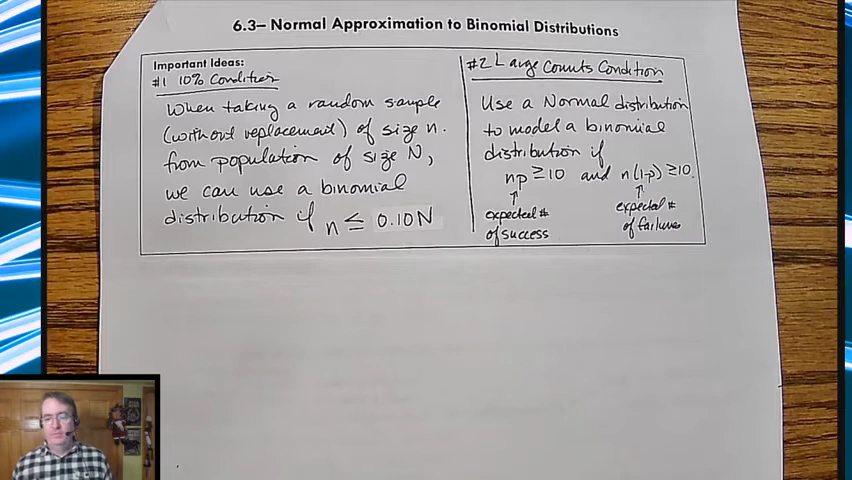 6.3– Normal Approximation to Binomial Distributions
Important Ideas:
#1 10% Condition
When taking a random sample
(without replacement) of size n.
from population of size N,
we can use a binomial
distribution if n ≤ 0.10N
#2 Large Counts Condition
Use a Normal distribution
to model a binomial
distribution if
np ≥ 10 and n(1-p) ≥ 10.
↑ ↑
expected # expected #
of success of failures